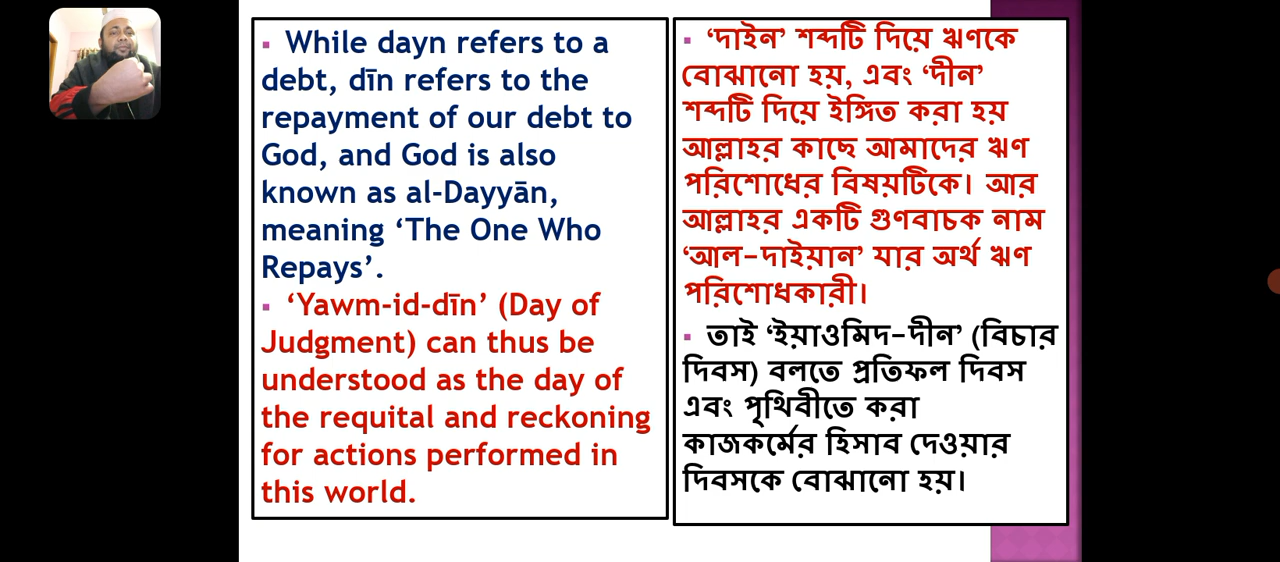 ▪ While dayn refers to a
debt, dīn refers to the
repayment of our debt to
God, and God is also
known as al-Dayyān,
meaning ‘The One Who
Repays’.
▪ ‘Yawm-id-dīn’ (Day of
Judgment) can thus be
understood as the day of
the requital and reckoning
for actions performed in
this world.
▪ ‘দাইন’ শব্দটি দিয়ে ঋণকে
বোঝানো হয়, এবং ‘দীন’
শব্দটি দিয়ে ইঙ্গিত করা হয়
আল্লাহর কাছে আমাদের ঋণ
পরিশোধের বিষয়টিকে। আর
আল্লাহর একটি গুণবাচক নাম
‘আল-দাইয়ান’ যার অর্থ ঋণ
পরিশোধকারী।
▪ তাই ‘ইয়াওমিদ-দীন’ (বিচার
দিবস) বলতে প্রতিফল দিবস
এবং পৃথিবীতে করা
কাজকর্মের হিসাব দেওয়ার
দিবসকে বোঝানো হয়।